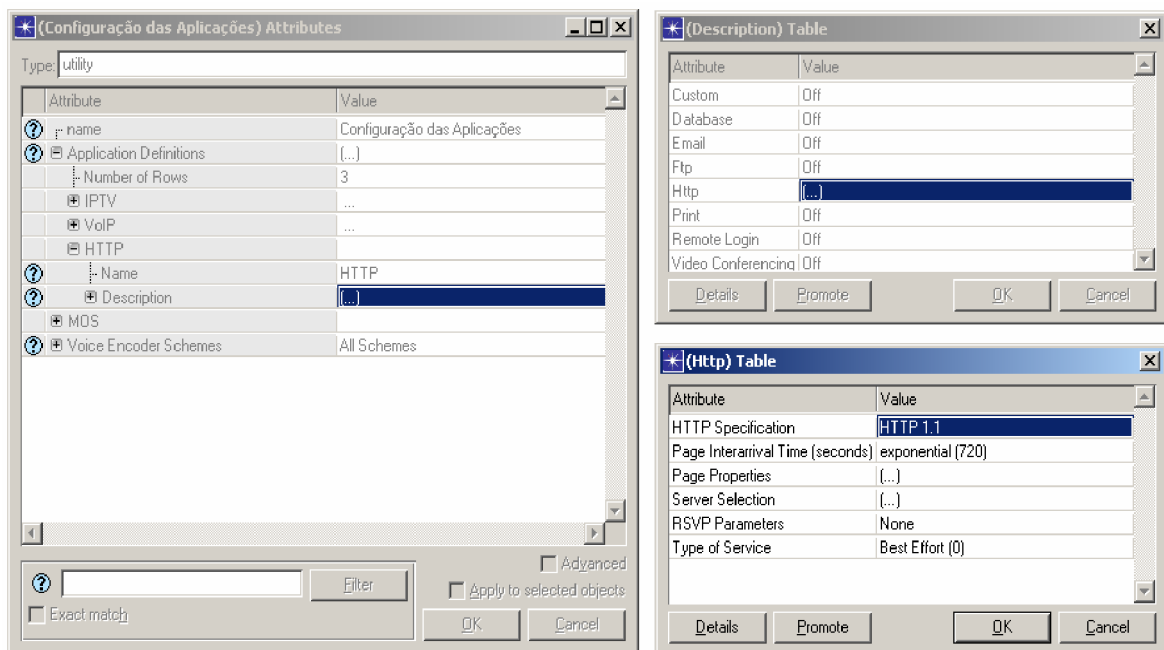 (Configuração das Aplicações) Attributes
Type: utility
Attribute Value
name Configuração das Aplicações
Application Definitions (...)
Number of Rows 3
IPTV ...
VoIP ...
HTTP
Name HTTP
Description (...)
MOS
Voice Encoder Schemes All Schemes
Advanced
Filter
Apply to selected objects
Exact match
OK Cancel
(Description) Table
Attribute Value
Custom Off
Database Off
Email Off
Ftp Off
Http (...)
Print Off
Remote Login Off
Video Conferencing Off
Details Promote OK Cancel
(Http) Table
Attribute Value
HTTP Specification HTTP 1.1
Page Interarrival Time (seconds) exponential (720)
Page Properties (...)
Server Selection (...)
RSVP Parameters None
Type of Service Best Effort (0)
Details Promote OK Cancel